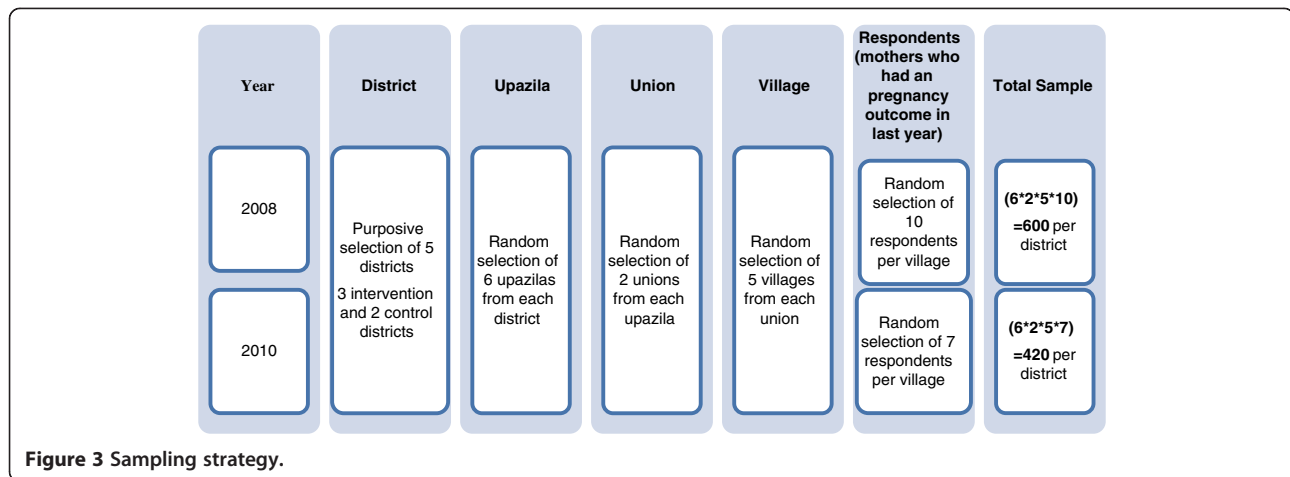 Year
District
Upazila
Union
Village
Respondents
(mothers who
had an
pregnancy
outcome in
last year)
Total Sample
2008
2010
Purposive
selection of 5
districts
3 intervention
and 2 control
districts
Random
selection of
6 upazilas
from each
district
Random
selection of
2 unions
from each
upazila
Random
selection of
5 villages
from each
union
Random
selection of
10
respondents
per village
Random
selection of 7
respondents
per village
(6*2*5*10)
=600 per
district
(6*2*5*7)
=420 per
district
Figure 3 Sampling strategy.